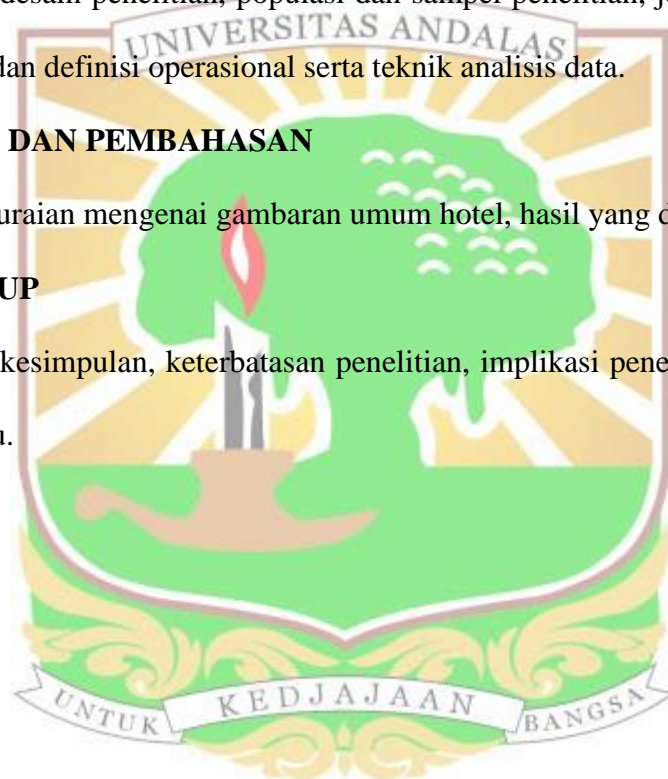 desain penelitian, populasi dan sampel penelitian, j
UNIVERSITAS ANDALAS
dan definisi operasional serta teknik analisis data.
DAN PEMBAHASAN
uraian mengenai gambaran umum hotel, hasil yang d
UP
kesimpulan, keterbatasan penelitian, implikasi pene
u.
UNTUK KEDJAJAAN BANGSA